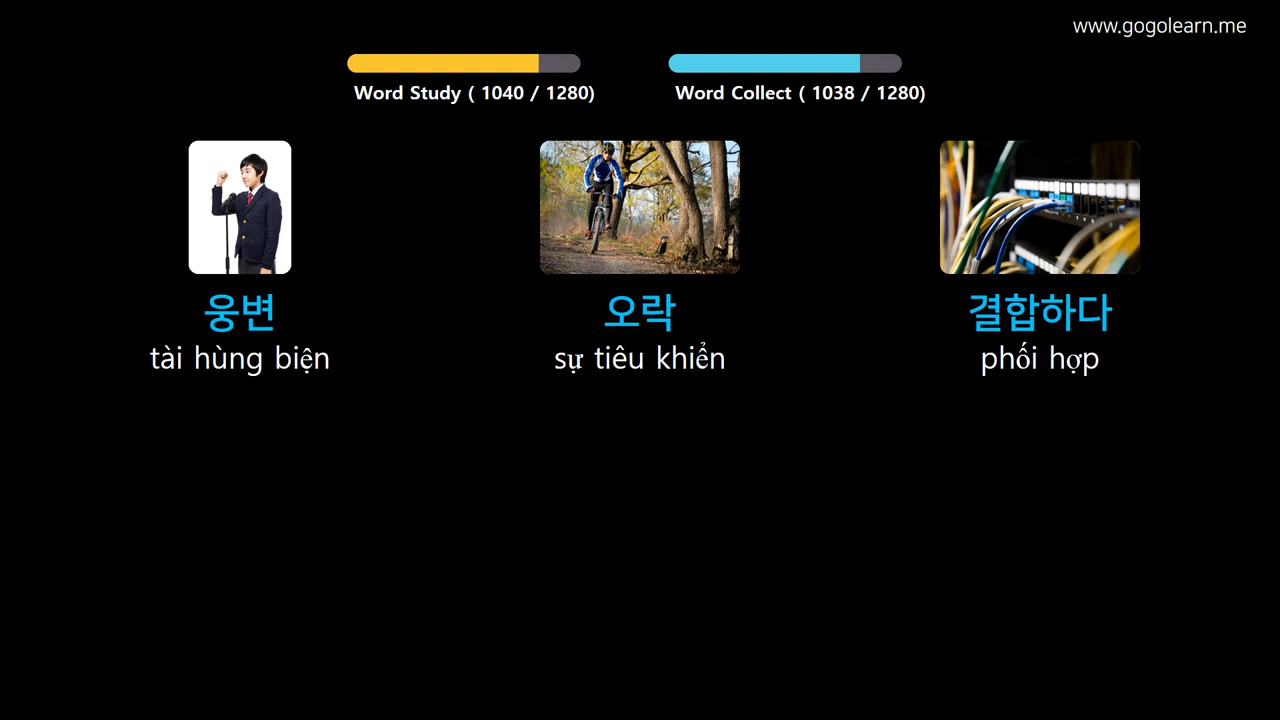 www.gogolearn.me
Word Study ( 1040 / 1280)
Word Collect ( 1038 / 1280)
웅변
오락
결합하다
tài hùng biện
sự tiêu khiển
phối hợp